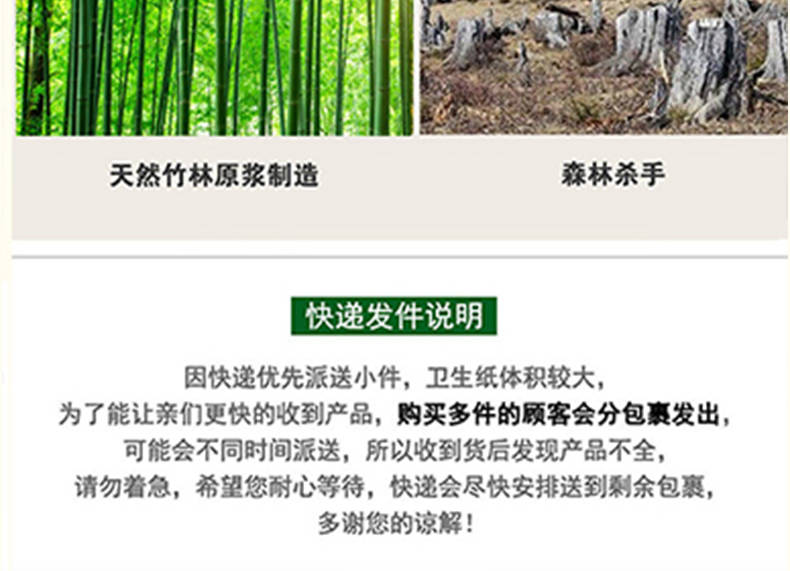 天然竹林原浆制造
森林杀手
快递发件说明
因快递优先派送小件，卫生纸体积较大，
为了能让亲们更快的收到产品，购买多件的顾客会分包裹发出，
可能会不同时间派送，所以收到货后发现产品不全，
请勿着急，希望您耐心等待，快递会尽快安排送到剩余包裹，
多谢您的谅解！